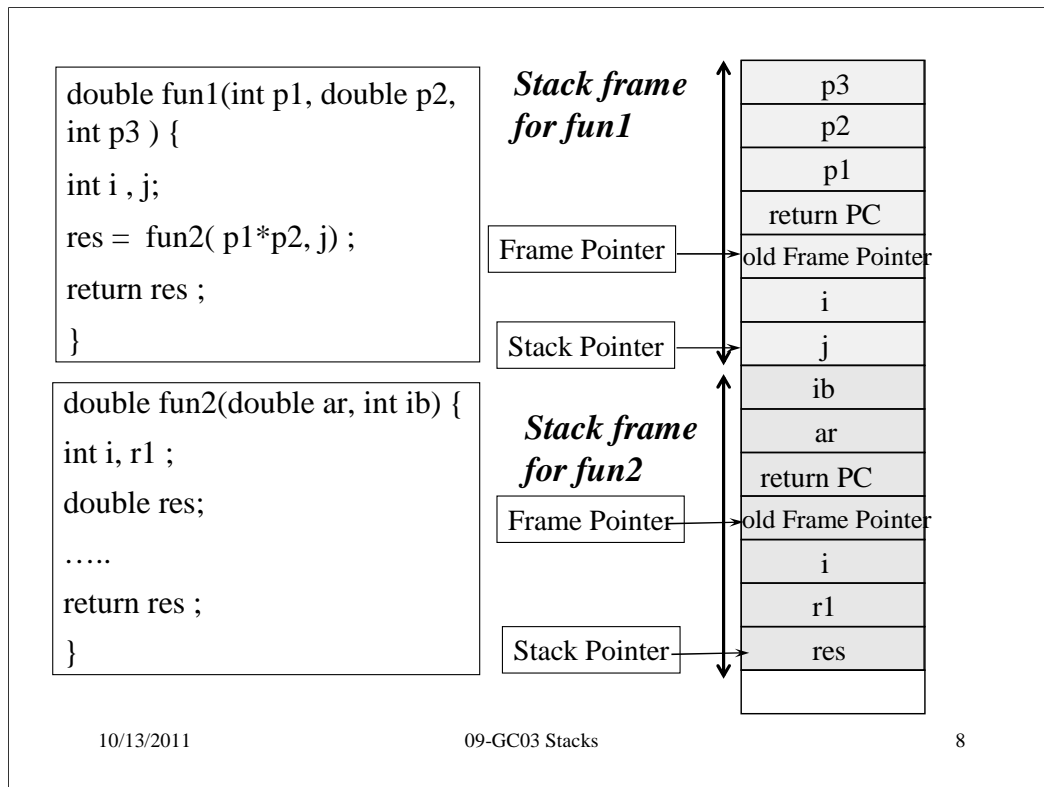 double fun1(int p1, double p2,
int p3 ) {
int i , j;
res =  fun2( p1*p2, j) ;
return res ;
}
double fun2(double ar, int ib) {
int i, r1 ;
double res;
…..
return res ;
}
Stack frame
for fun1
Frame Pointer
Stack Pointer
Stack frame
for fun2
Frame Pointer
Stack Pointer
p3
p2
p1
return PC
old Frame Pointer
i
j
ib
ar
return PC
old Frame Pointer
i
r1
res
10/13/2011
09-GC03 Stacks
8